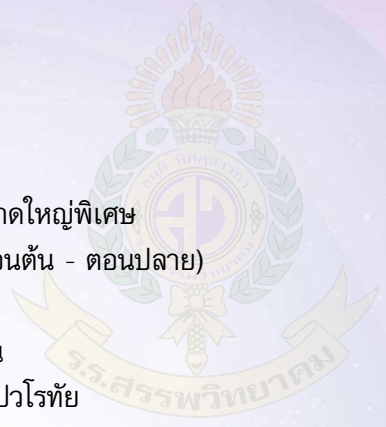 าดใหญ่พิเศษ
อนต้น - ตอนปลาย)
น
ปวโรทัย
ร.ร.สรรพวิทยาคม